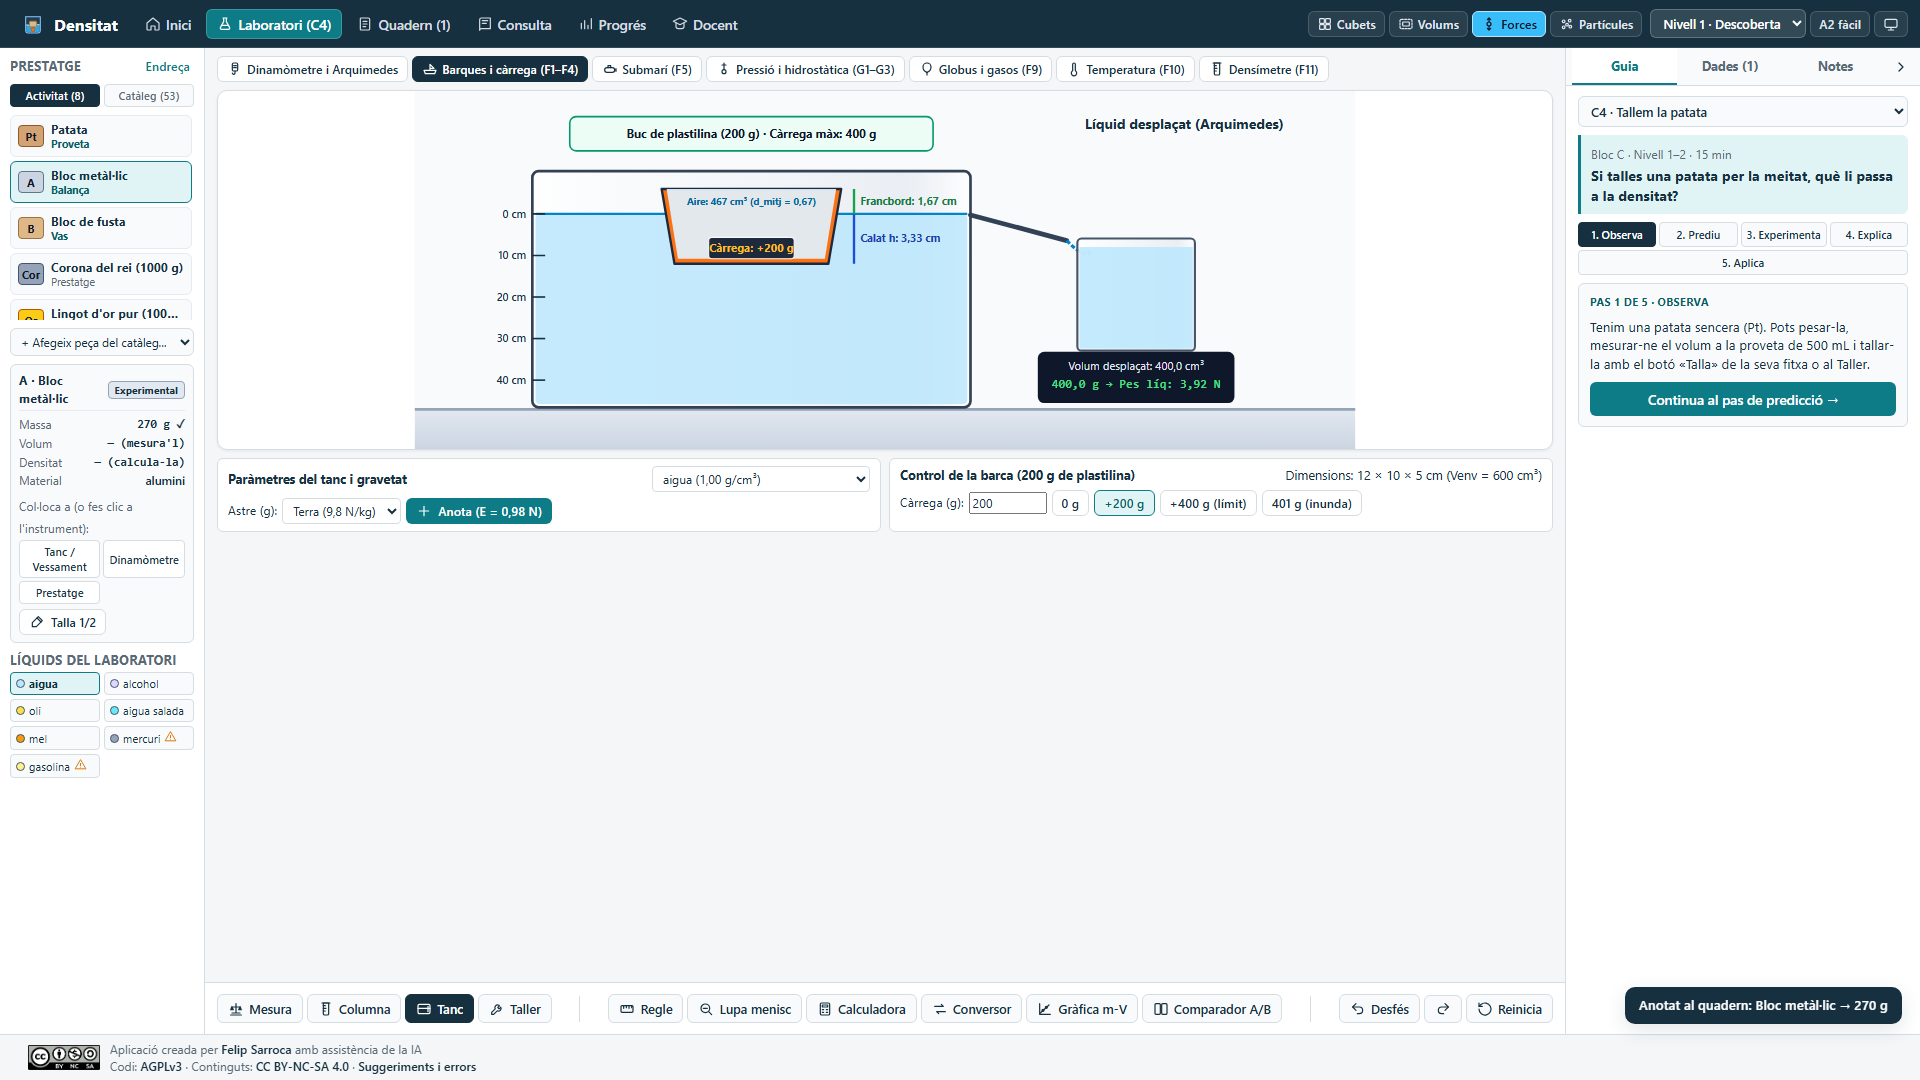 Densitat
Inici
Laboratori (C4)
Quadern (1)
Consulta
Progrés
Docent
Cubets
Volums
Forces
Partícules
Nivell 1 · Descoberta
A2 fàcil
PRESTATGE
Endreça
Activitat (8)
Catàleg (53)
Pt
Patata
Proveta
A
Bloc metàl·lic
Balança
B
Bloc de fusta
Vas
Cor
Corona del rei (1000 g)
Prestatge
Lingot d'or pur (100...
+ Afegeix peça del catàleg...
A · Bloc
metàl·lic
Experimental
Massa
270 g ✓
Volum
— (mesura'l)
Densitat
— (calcula-la)
Material
alumini
Col·loca a (o fes clic a
l'instrument):
Tanc /
Vessament
Dinamòmetre
Prestatge
Talla 1/2
LÍQUIDS DEL LABORATORI
aigua
alcohol
oli
aigua salada
mel
mercuri
gasolina
Dinamòmetre i Arquimedes
Barques i càrrega (F1–F4)
Submarí (F5)
Pressió i hidrostàtica (G1–G3)
Globus i gasos (F9)
Temperatura (F10)
Densímetre (F11)
Buc de plastilina (200 g) · Càrrega màx: 400 g
Líquid desplaçat (Arquimedes)
Aire: 467 cm³ (d_mitj = 0,67)
Francbord: 1,67 cm
Calat h: 3,33 cm
Càrrega: +200 g
0 cm
10 cm
20 cm
30 cm
40 cm
Volum desplaçat: 400,0 cm³
400,0 g → Pes líq: 3,92 N
Paràmetres del tanc i gravetat
aigua (1,00 g/cm³)
Astre (g):
Terra (9,8 N/kg)
+ Anota (E = 0,98 N)
Control de la barca (200 g de plastilina)
Dimensions: 12 × 10 × 5 cm (Venv = 600 cm³)
Càrrega (g):
200
0 g
+200 g
+400 g (límit)
401 g (inunda)
Mesura
Columna
Tanc
Taller
Regle
Lupa menisc
Calculadora
Conversor
Gràfica m-V
Comparador A/B
Desfés
Reinicia
Guia
Dades (1)
Notes
C4 · Tallem la patata
Bloc C · Nivell 1–2 · 15 min
Si talles una patata per la meitat, què li passa
a la densitat?
1. Observa
2. Prediu
3. Experimenta
4. Explica
5. Aplica
PAS 1 DE 5 · OBSERVA
Tenim una patata sencera (Pt). Pots pesar-la,
mesurar-ne el volum a la proveta de 500 mL i tallar-
la amb el botó «Talla» de la seva fitxa o al Taller.
Continua al pas de predicció →
Anotat al quadern: Bloc metàl·lic → 270 g
CC BY NC SA
Aplicació creada per Felip Sarroca amb assistència de la IA
Codi: AGPLv3 · Continguts: CC BY-NC-SA 4.0 · Suggeriments i errors